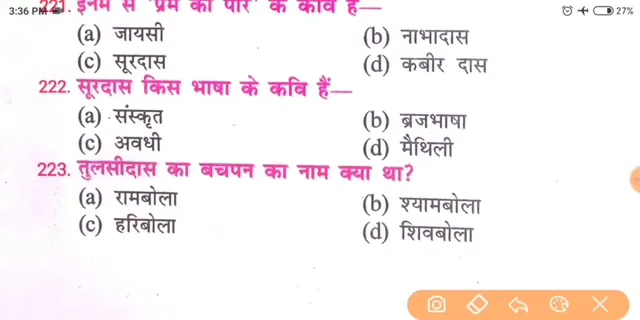 3:36 PM 27%
221. इनमें से 'प्रेम की पीर' के कवि हैं—
(a) जायसी (b) नाभादास
(c) सूरदास (d) कबीर दास
222. सूरदास किस भाषा के कवि हैं—
(a) संस्कृत (b) ब्रजभाषा
(c) अवधी (d) मैथिली
223. तुलसीदास का बचपन का नाम क्या था?
(a) रामबोला (b) श्यामबोला
(c) हरिबोला (d) शिवबोला